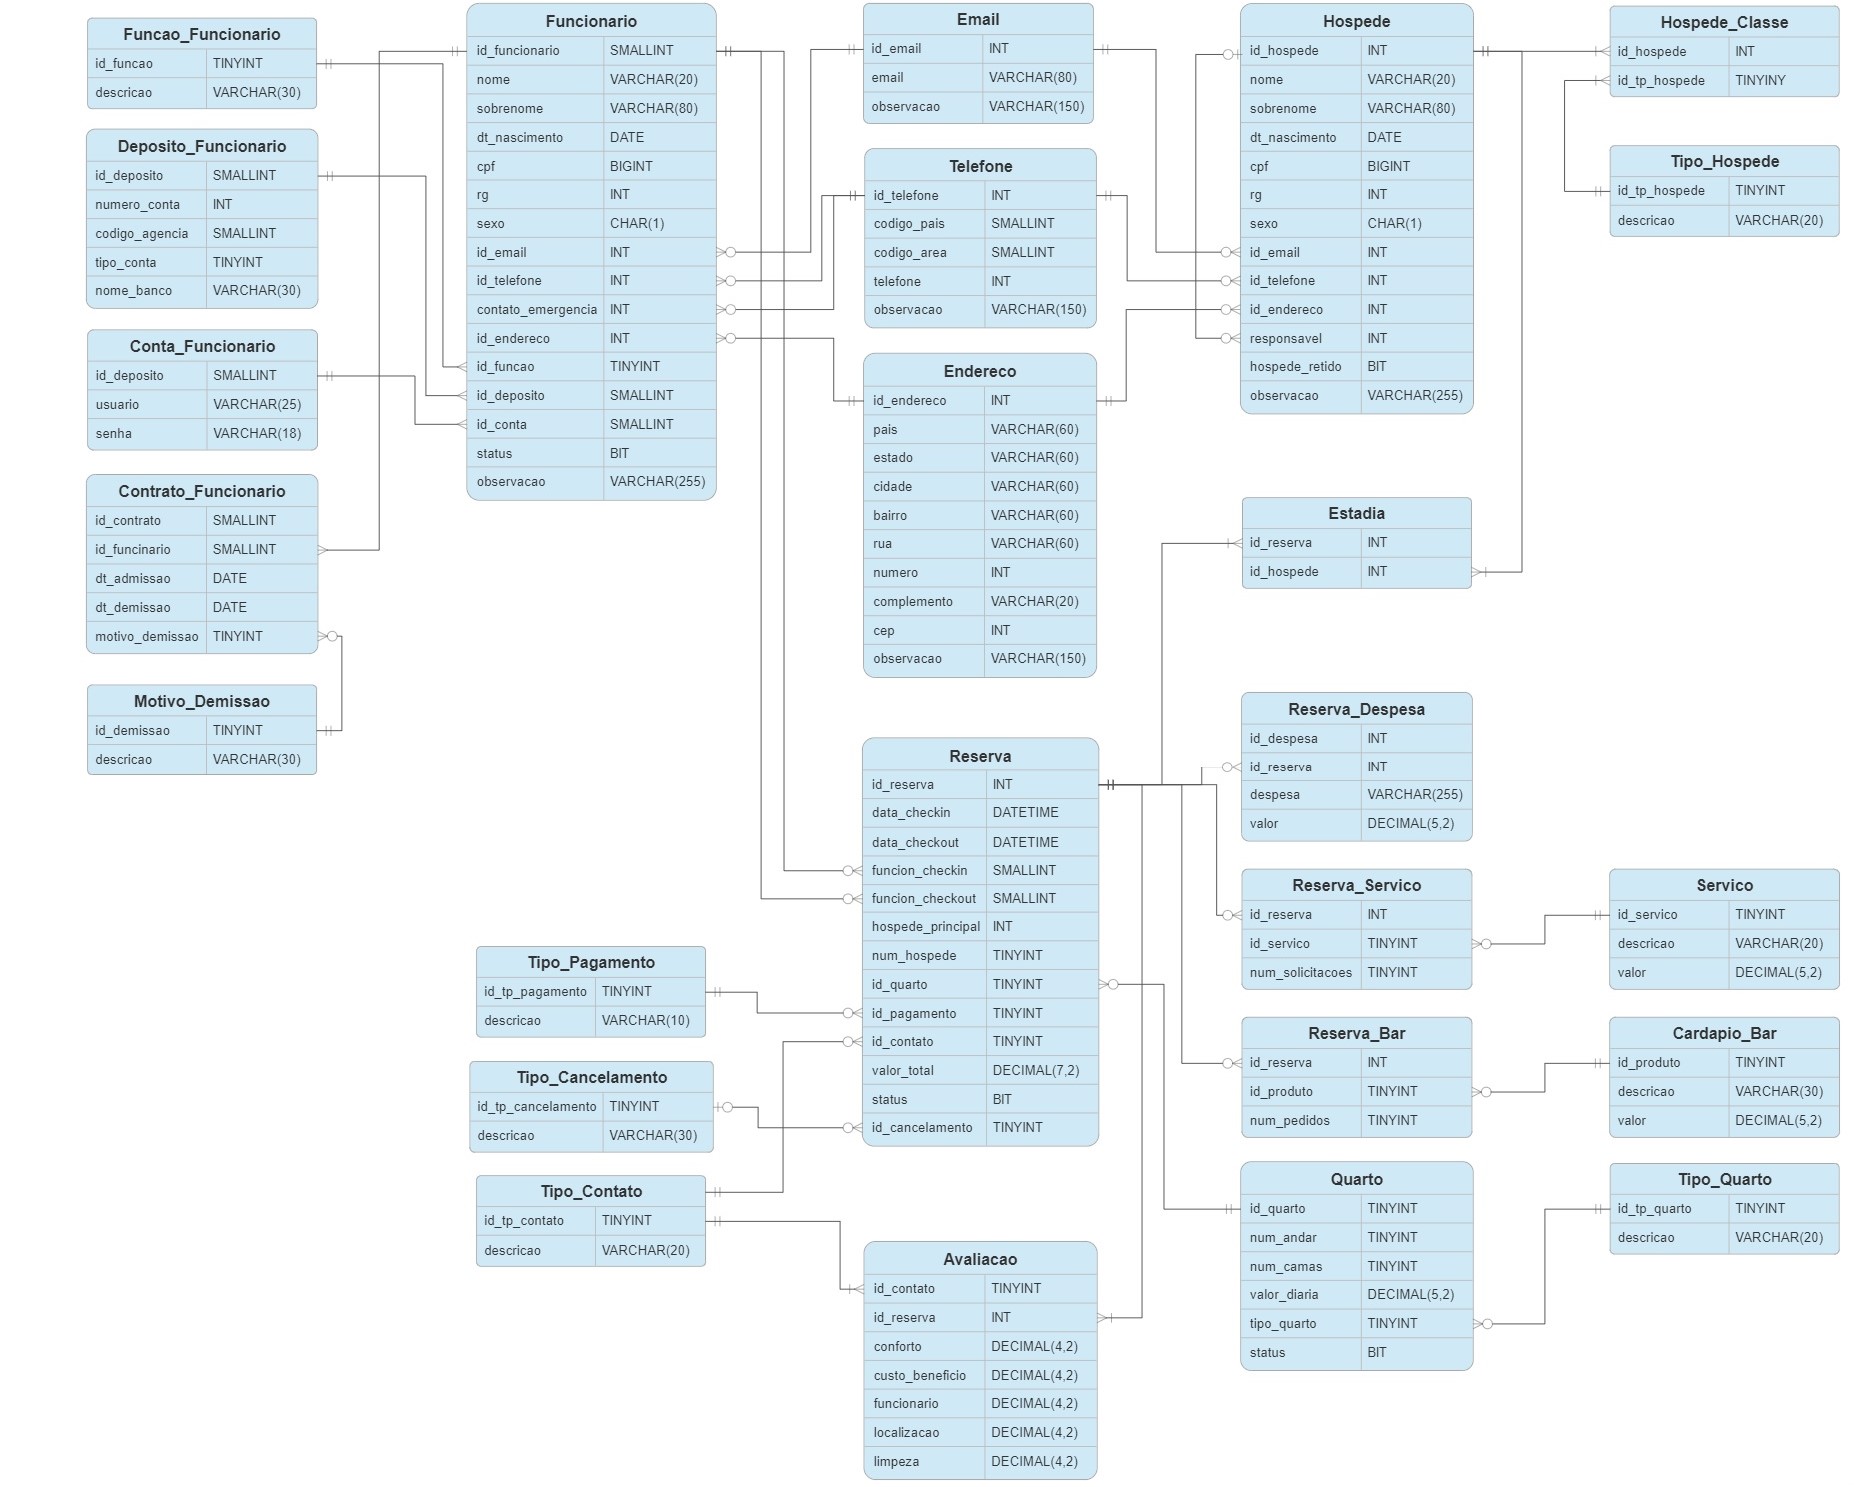 Funcao_Funcionario
id_funcao TINYINT
descricao VARCHAR(30)
Deposito_Funcionario
id_deposito SMALLINT
numero_conta INT
codigo_agencia SMALLINT
tipo_conta TINYINT
nome_banco VARCHAR(30)
Conta_Funcionario
id_deposito SMALLINT
usuario VARCHAR(25)
senha VARCHAR(18)
Contrato_Funcionario
id_contrato SMALLINT
id_funcinario SMALLINT
dt_admissao DATE
dt_demissao DATE
motivo_demissao TINYINT
Motivo_Demissao
id_demissao TINYINT
descricao VARCHAR(30)
Funcionario
id_funcionario SMALLINT
nome VARCHAR(20)
sobrenome VARCHAR(80)
dt_nascimento DATE
cpf BIGINT
rg INT
sexo CHAR(1)
id_email INT
id_telefone INT
contato_emergencia INT
id_endereco INT
id_funcao TINYINT
id_deposito SMALLINT
id_conta SMALLINT
status BIT
observacao VARCHAR(255)
Email
id_email INT
email VARCHAR(80)
observacao VARCHAR(150)
Telefone
id_telefone INT
codigo_pais SMALLINT
codigo_area SMALLINT
telefone INT
observacao VARCHAR(150)
Endereco
id_endereco INT
pais VARCHAR(60)
estado VARCHAR(60)
cidade VARCHAR(60)
bairro VARCHAR(60)
rua VARCHAR(60)
numero INT
complemento VARCHAR(20)
cep INT
observacao VARCHAR(150)
Hospede
id_hospede INT
nome VARCHAR(20)
sobrenome VARCHAR(80)
dt_nascimento DATE
cpf BIGINT
rg INT
sexo CHAR(1)
id_email INT
id_telefone INT
id_endereco INT
responsavel INT
hospede_retido BIT
observacao VARCHAR(255)
Hospede_Classe
id_hospede INT
id_tp_hospede TINYINY
Tipo_Hospede
id_tp_hospede TINYINT
descricao VARCHAR(20)
Estadia
id_reserva INT
id_hospede INT
Reserva
id_reserva INT
data_checkin DATETIME
data_checkout DATETIME
funcion_checkin SMALLINT
funcion_checkout SMALLINT
hospede_principal INT
num_hospede TINYINT
id_quarto TINYINT
id_pagamento TINYINT
id_contato TINYINT
valor_total DECIMAL(7,2)
status BIT
id_cancelamento TINYINT
Reserva_Despesa
id_despesa INT
id_reserva INT
despesa VARCHAR(255)
valor DECIMAL(5,2)
Reserva_Servico
id_reserva INT
id_servico TINYINT
num_solicitacoes TINYINT
Servico
id_servico TINYINT
descricao VARCHAR(20)
valor DECIMAL(5,2)
Tipo_Pagamento
id_tp_pagamento TINYINT
descricao VARCHAR(10)
Tipo_Cancelamento
id_tp_cancelamento TINYINT
descricao VARCHAR(30)
Tipo_Contato
id_tp_contato TINYINT
descricao VARCHAR(20)
Reserva_Bar
id_reserva INT
id_produto TINYINT
num_pedidos TINYINT
Cardapio_Bar
id_produto TINYINT
descricao VARCHAR(30)
valor DECIMAL(5,2)
Quarto
id_quarto TINYINT
num_andar TINYINT
num_camas TINYINT
valor_diaria DECIMAL(5,2)
tipo_quarto TINYINT
status BIT
Tipo_Quarto
id_tp_quarto TINYINT
descricao VARCHAR(20)
Avaliacao
id_contato TINYINT
id_reserva INT
conforto DECIMAL(4,2)
custo_beneficio DECIMAL(4,2)
funcionario DECIMAL(4,2)
localizacao DECIMAL(4,2)
limpeza DECIMAL(4,2)